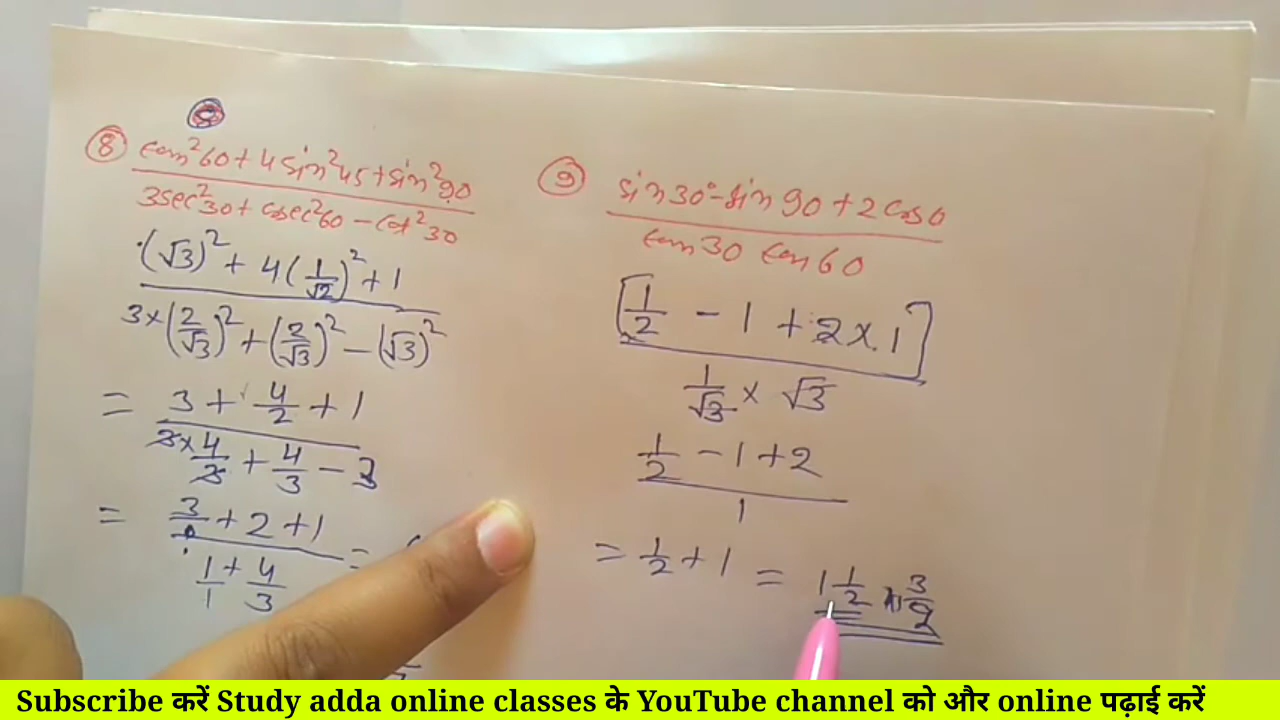 ⑧ tan²60 + 4 sin²45 + sin²90
3sec²30 + cosec²60 - cot²30
(√3)² + 4(1/√2)² + 1
3×(2/√3)² + (2/√3)² - (√3)²
= 3 + 4/2 + 1
3×4/3 + 4/3 - 3
= 3 + 2 + 1 =
1/1 + 4/3
⑨ sin30° - sin90 + 2cos0
tan30 tan60
[1/2 - 1 + 2×1]
1/√3 × √3
1/2 - 1 + 2
1
= 1/2 + 1 = 1 1/2 3/2
Subscribe करें Study adda online classes के YouTube channel को और online पढ़ाई करें